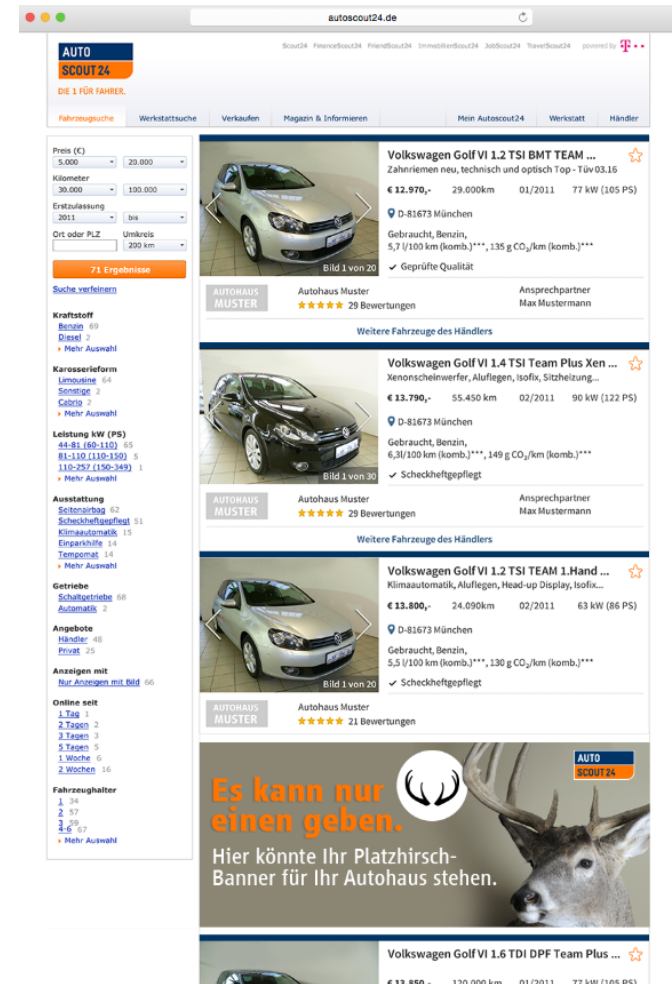 autoscout24.de
AUTO
SCOUT24
DIE 1 FÜR FAHRER.
Scout24 FinanceScout24 FriendScout24 ImmobilienScout24 JobScout24 TravelScout24 powered by T
Fahrzeugsuche Werkstattsuche Verkaufen Magazin & Informieren Mein Autoscout24 Werkstatt Händler
Preis (€)
5.000 20.000
Kilometer
30.000 100.000
Erstzulassung
2011 bis
Ort oder PLZ Umkreis
200 km
71 Ergebnisse
Suche verfeinern
Kraftstoff
Benzin 69
Diesel 2
Mehr Auswahl
Karosserieform
Limousine 64
Sonstige 2
Cabrio 2
Mehr Auswahl
Leistung kW (PS)
44-81 (60-110) 65
81-110 (110-150) 5
110-257 (150-349) 1
Mehr Auswahl
Ausstattung
Seitenairbag 62
Scheckheftgepflegt 51
Klimaautomatik 15
Einparkhilfe 14
Tempomat 14
Mehr Auswahl
Getriebe
Schaltgetriebe 68
Automatik 2
Angebote
Händler 48
Privat 25
Anzeigen mit
Nur Anzeigen mit Bild 66
Online seit
1 Tag 1
2 Tagen 2
3 Tagen 3
5 Tagen 5
1 Woche 6
2 Wochen 16
Fahrzeughalter
1 34
2 57
3 59
4-6 67
Mehr Auswahl
Volkswagen Golf VI 1.2 TSI BMT TEAM ...
Zahnriemen neu, technisch und optisch Top - Tüv 03.16
€ 12.970,- 29.000km 01/2011 77 kW (105 PS)
D-81673 München
Gebraucht, Benzin,
5,7 l/100 km (komb.)***, 135 g CO₂/km (komb.)***
Geprüfte Qualität
Bild 1 von 20
AUTOHAUS
MUSTER
Autohaus Muster
29 Bewertungen
Ansprechpartner
Max Mustermann
Weitere Fahrzeuge des Händlers
Volkswagen Golf VI 1.4 TSI Team Plus Xen ...
Xenonscheinwerfer, Aluflegen, Isofix, Sitzheizung...
€ 13.790,- 55.450 km 02/2011 90 kW (122 PS)
D-81673 München
Gebraucht, Benzin,
6,3l/100 km (komb.)***, 149 g CO₂/km (komb.)***
Scheckheftgepflegt
Bild 1 von 30
AUTOHAUS
MUSTER
Autohaus Muster
29 Bewertungen
Ansprechpartner
Max Mustermann
Weitere Fahrzeuge des Händlers
Volkswagen Golf VI 1.2 TSI TEAM 1.Hand ...
Klimaautomatik, Aluflegen, Head-up Display, Isofix...
€ 13.800,- 24.090km 02/2011 63 kW (86 PS)
D-81673 München
Gebraucht, Benzin,
5,5 l/100 km (komb.)***, 130 g CO₂/km (komb.)***
Scheckheftgepflegt
Bild 1 von 20
AUTOHAUS
MUSTER
Autohaus Muster
21 Bewertungen
AUTO
SCOUT24
Es kann nur
einen geben.
Hier könnte Ihr Platzhirsch-
Banner für Ihr Autohaus stehen.
Volkswagen Golf VI 1.6 TDI DPF Team Plus ...
€ 13.850,- 120.000 km 01/2011 77 kW (105 PS)